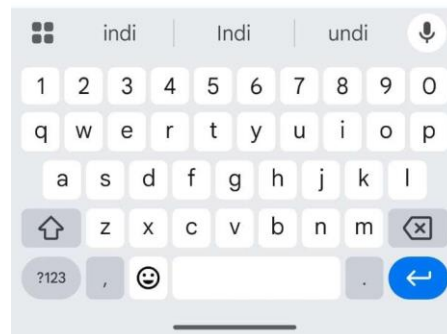 indi Indi undi
1 2 3 4 5 6 7 8 9 0
q w e r t y u i o p
a s d f g h j k l
z x c v b n m
?123 , .